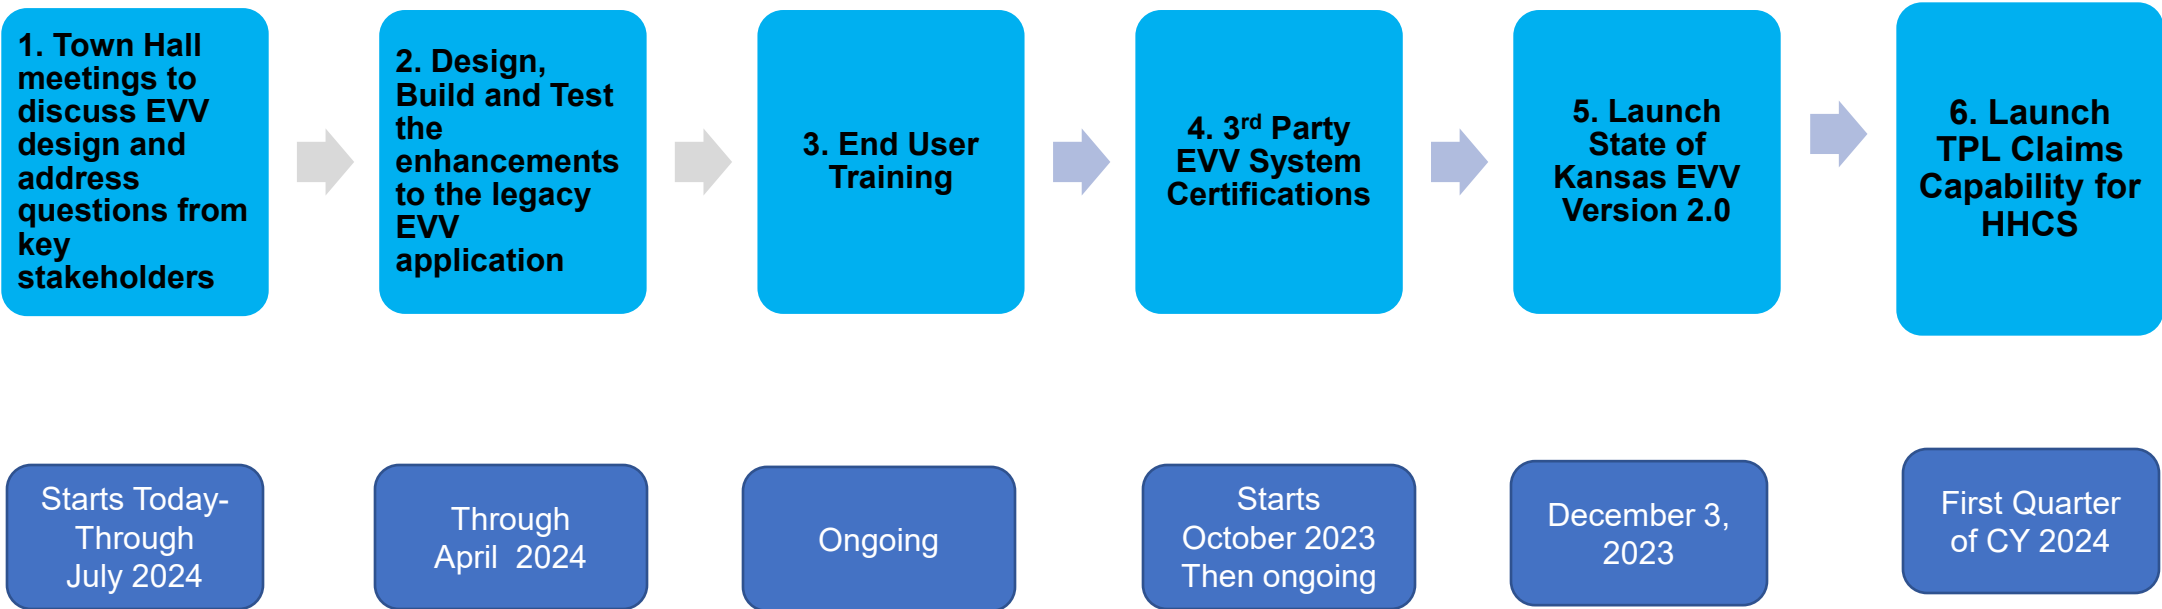 1. Town Hall
meetings to
discuss EVV
design and
address
questions from
key
stakeholders
2. Design,
Build and Test
the
enhancements
to the legacy
EVV
application
3. End User
Training
4. 3rd Party
EVV System
Certifications
5. Launch
State of
Kansas EVV
Version 2.0
6. Launch
TPL Claims
Capability for
HHCS
Starts Today-
Through
July 2024
Through
April 2024
Ongoing
Starts
October 2023
Then ongoing
December 3,
2023
First Quarter
of CY 2024